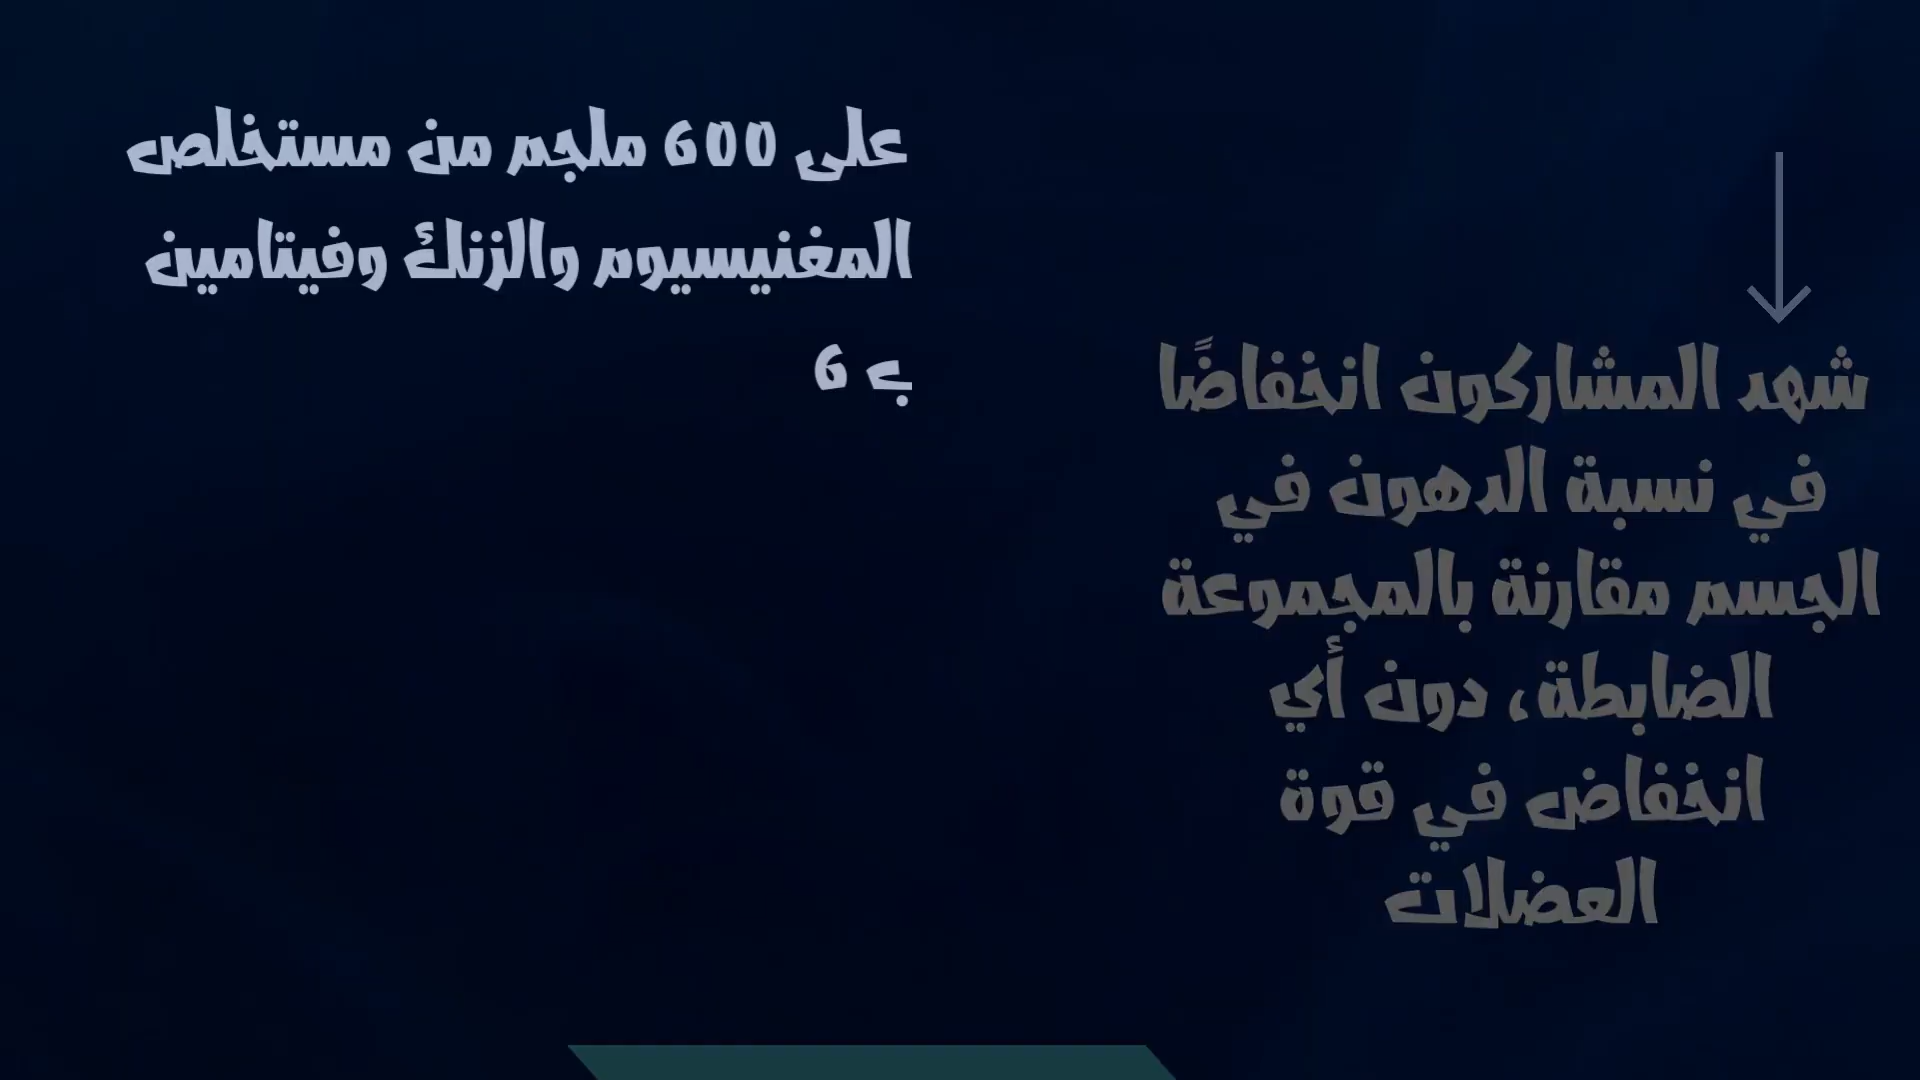 شهد المشاركون انخفاضًا
في نسبة الدهون في
الجسم مقارنة بالمجموعة
الضابطة، دون أي
انخفاض في قوة
العضلات
على 600 ملجم من مستخلص
المغنيسيوم والزنك وفيتامين
ب 6